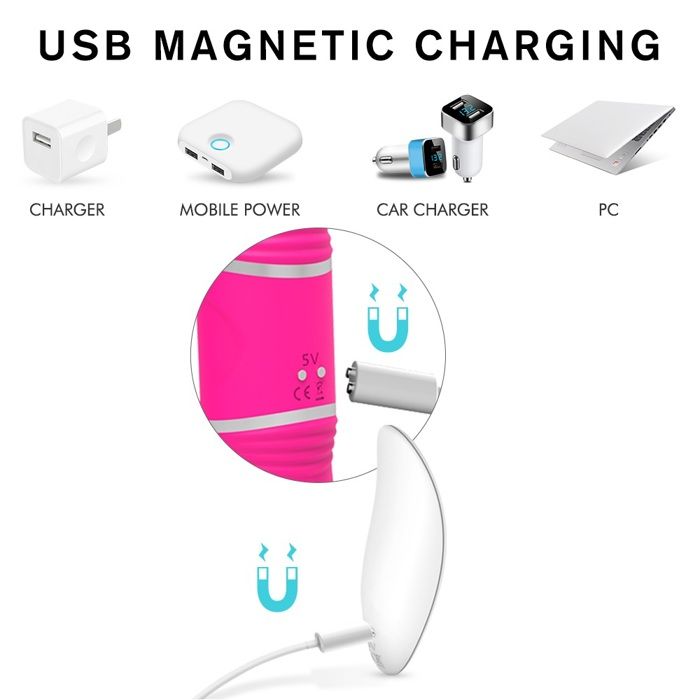 USB MAGNETIC CHARGING
CHARGER
MOBILE POWER
CAR CHARGER
PC
5V
CE